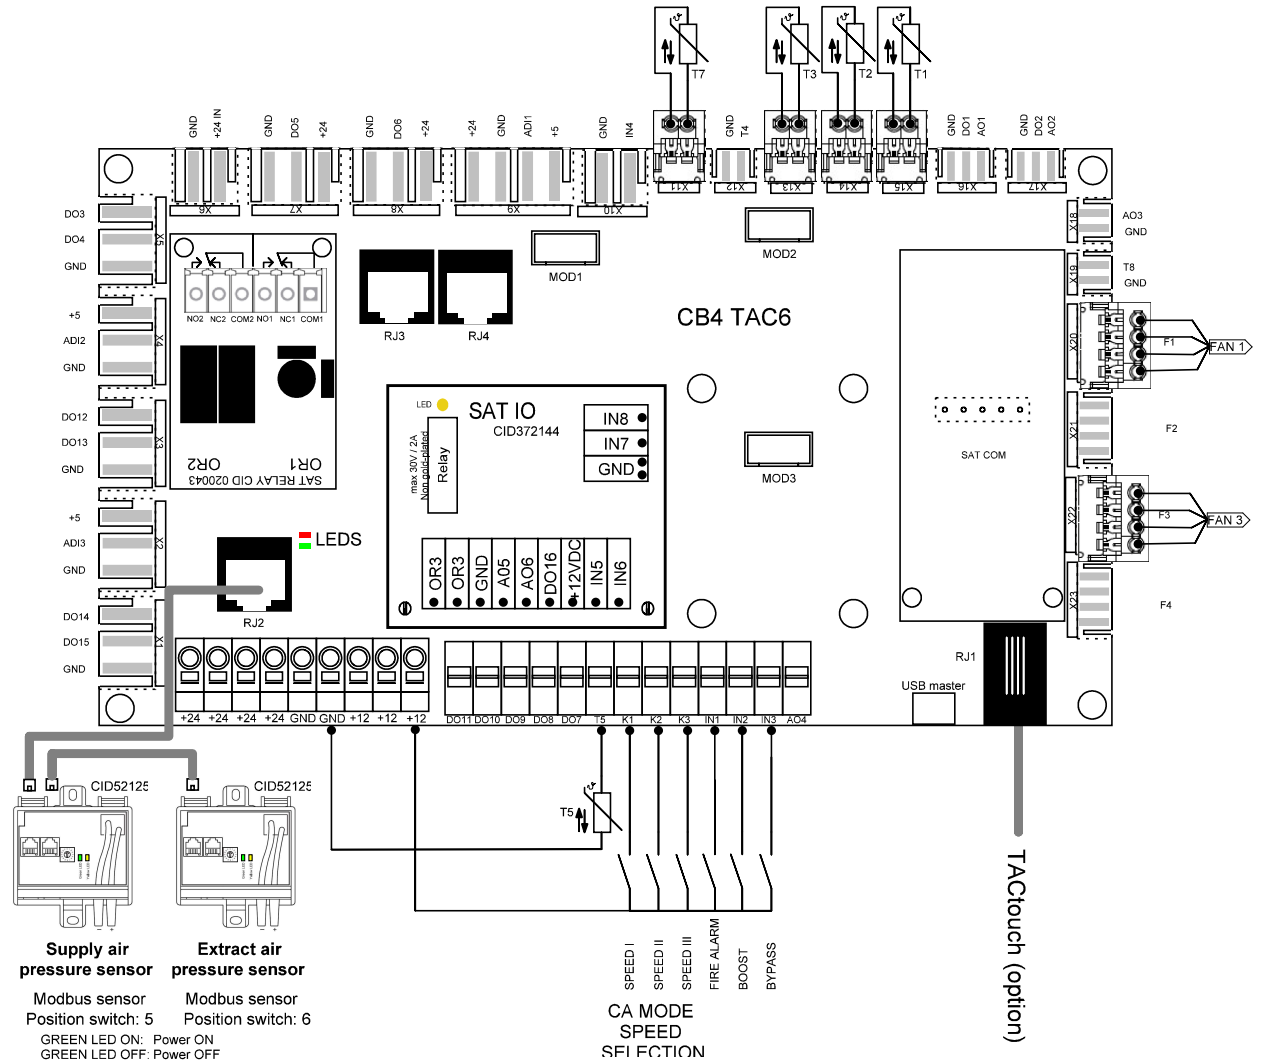 T7
T3
T2
T1
GND
+24 IN
GND
DO5
+24
GND
DO6
+24
+24
GND
ADI1
+5
GND
IN4
GND
T4
GND
DO1
AO1
GND
DO2
AO2
X6
X7
X8
X9
X10
X11
X12
X13
X14
X15
X16
X17
DO3
DO4
GND
X5
+5
ADI2
GND
X4
DO12
DO13
GND
X3
+5
ADI3
GND
X2
DO14
DO15
GND
X1
NO2
NC2
COM2
NO1
NC1
COM1
OR2
OR1
SAT RELAY CID 020043
RJ3
RJ4
MOD1
MOD2
MOD3
CB4 TAC6
X18
AO3
GND
X19
T8
GND
X20
F1
FAN 1
X21
F2
X22
F3
FAN 3
X23
F4
SAT COM
LED
SAT IO
CID372144
max 30V / 2A
Non gold-plated
Relay
IN8
IN7
GND
OR3
OR3
GND
A05
AO6
DO16
+12VDC
IN5
IN6
LEDS
RJ2
RJ1
USB master
+24
+24
+24
+24
GND
GND
+12
+12
+12
DO11
DO10
DO9
DO8
DO7
T5
K1
K2
K3
IN1
IN2
IN3
AO4
T5
CID52125
CID52125
Green LED
Yellow LED
Green LED
Yellow LED
- +
- +
Supply air
pressure sensor
Extract air
pressure sensor
Modbus sensor
Position switch: 5
Modbus sensor
Position switch: 6
GREEN LED ON: Power ON
GREEN LED OFF: Power OFF
SPEED I
SPEED II
SPEED III
FIRE ALARM
BOOST
BYPASS
CA MODE
SPEED
SELECTION
TACtouch (option)